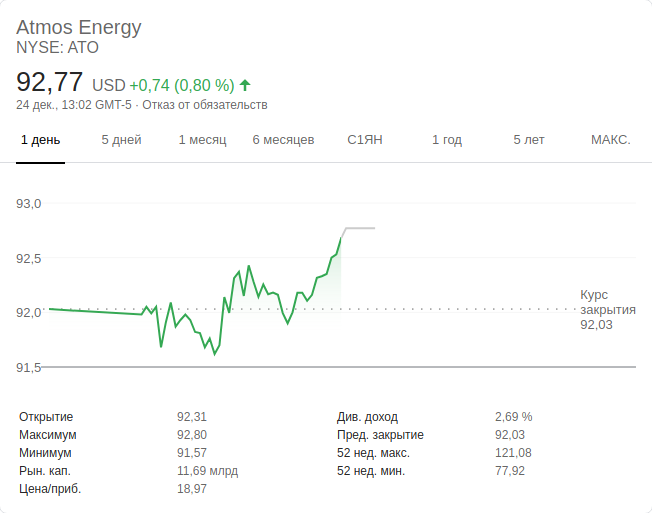 Atmos Energy
NYSE: ATO
92,77 USD +0,74 (0,80 %)
24 дек., 13:02 GMT-5 · Отказ от обязательств
1 день 5 дней 1 месяц 6 месяцев С1ЯН 1 год 5 лет МАКС.
93,0
92,5
92,0
91,5
Курс
закрытия
92,03
Открытие 92,31 Див. доход 2,69 %
Максимум 92,80 Пред. закрытие 92,03
Минимум 91,57 52 нед. макс. 121,08
Рын. кап. 11,69 млрд 52 нед. мин. 77,92
Цена/приб. 18,97